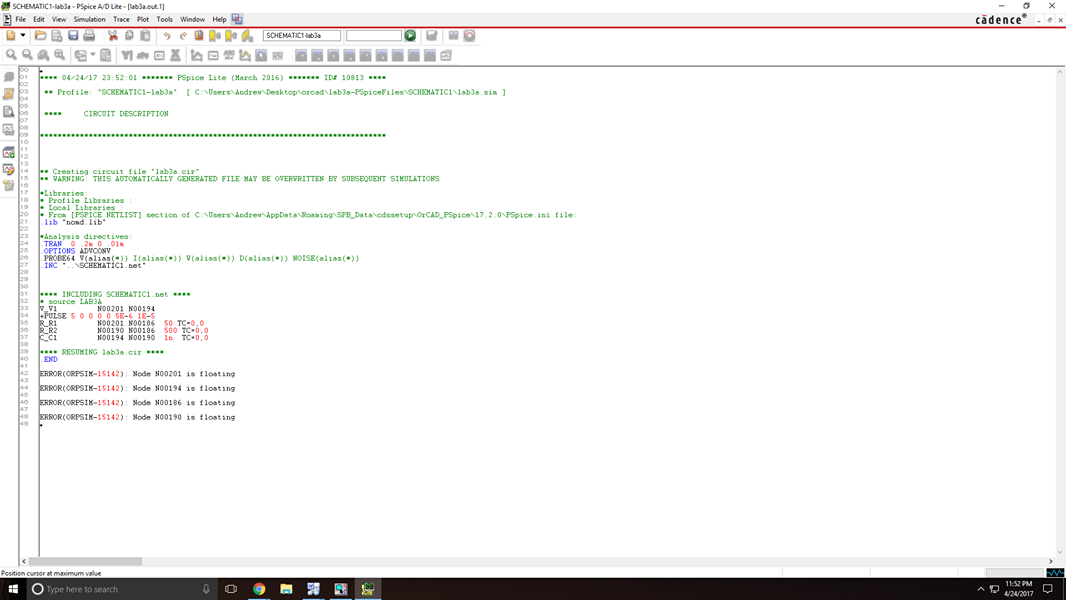 SCHEMATIC1-lab3a - PSpice A/D Lite - [lab3a.out.1]
File Edit View Simulation Trace Plot Tools Window Help
cādence®
SCHEMATIC1-lab3a
00
01 **** 04/24/17 23:52:01 ******* PSpice Lite (March 2016) ******* ID# 10813 ****
02
03 ** Profile: "SCHEMATIC1-lab3a" [ C:\Users\Andrew\Desktop\orcad\lab3a-PSpiceFiles\SCHEMATIC1\lab3a.sim ]
04
05
06 **** CIRCUIT DESCRIPTION
07
08
09 ******************************************************************************
10
11
12
13
14 ** Creating circuit file "lab3a.cir"
15 ** WARNING: THIS AUTOMATICALLY GENERATED FILE MAY BE OVERWRITTEN BY SUBSEQUENT SIMULATIONS
16
17 *Libraries:
18 * Profile Libraries :
19 * Local Libraries :
20 * From [PSPICE NETLIST] section of C:\Users\Andrew\AppData\Roaming\SPB_Data\cdssetup\OrCAD_PSpice\17.2.0\PSpice.ini file:
21 .lib "nomd.lib"
22
23 *Analysis directives:
24 .TRAN 0 .2m 0 .01m
25 .OPTIONS ADVCONV
26 .PROBE64 V(alias(*)) I(alias(*)) W(alias(*)) D(alias(*)) NOISE(alias(*))
27 .INC "..\SCHEMATIC1.net"
28
29
30
31 **** INCLUDING SCHEMATIC1.net ****
32 * source LAB3A
33 V_V1 N00201 N00194
34 +PULSE 5 0 0 0 0 5E-6 1E-5
35 R_R1 N00201 N00186 50 TC=0,0
36 R_R2 N00190 N00186 500 TC=0,0
37 C_C1 N00194 N00190 1n TC=0,0
38
39 **** RESUMING lab3a.cir ****
40 .END
41
42 ERROR(ORPSIM-15142): Node N00201 is floating
43
44 ERROR(ORPSIM-15142): Node N00194 is floating
45
46 ERROR(ORPSIM-15142): Node N00186 is floating
47
48 ERROR(ORPSIM-15142): Node N00190 is floating
49
Position cursor at maximum value
Type here to search
11:52 PM
4/24/2017